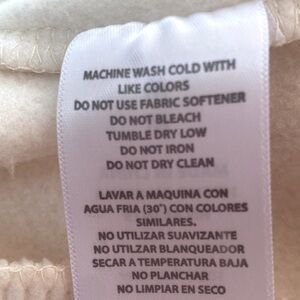 MACHINE WASH COLD WITH
LIKE COLORS
DO NOT USE FABRIC SOFTENER
DO NOT BLEACH
TUMBLE DRY LOW
DO NOT IRON
DO NOT DRY CLEAN
LAVAR A MAQUINA CON
AGUA FRIA (30°) CON COLORES
SIMILARES.
NO UTILZAR SUAVIZANTE
NO UTILZAR BLANQUEADOR
SECAR A TEMPERATURA BAJA
NO PLANCHAR
NO LIMPIAR EN SECO